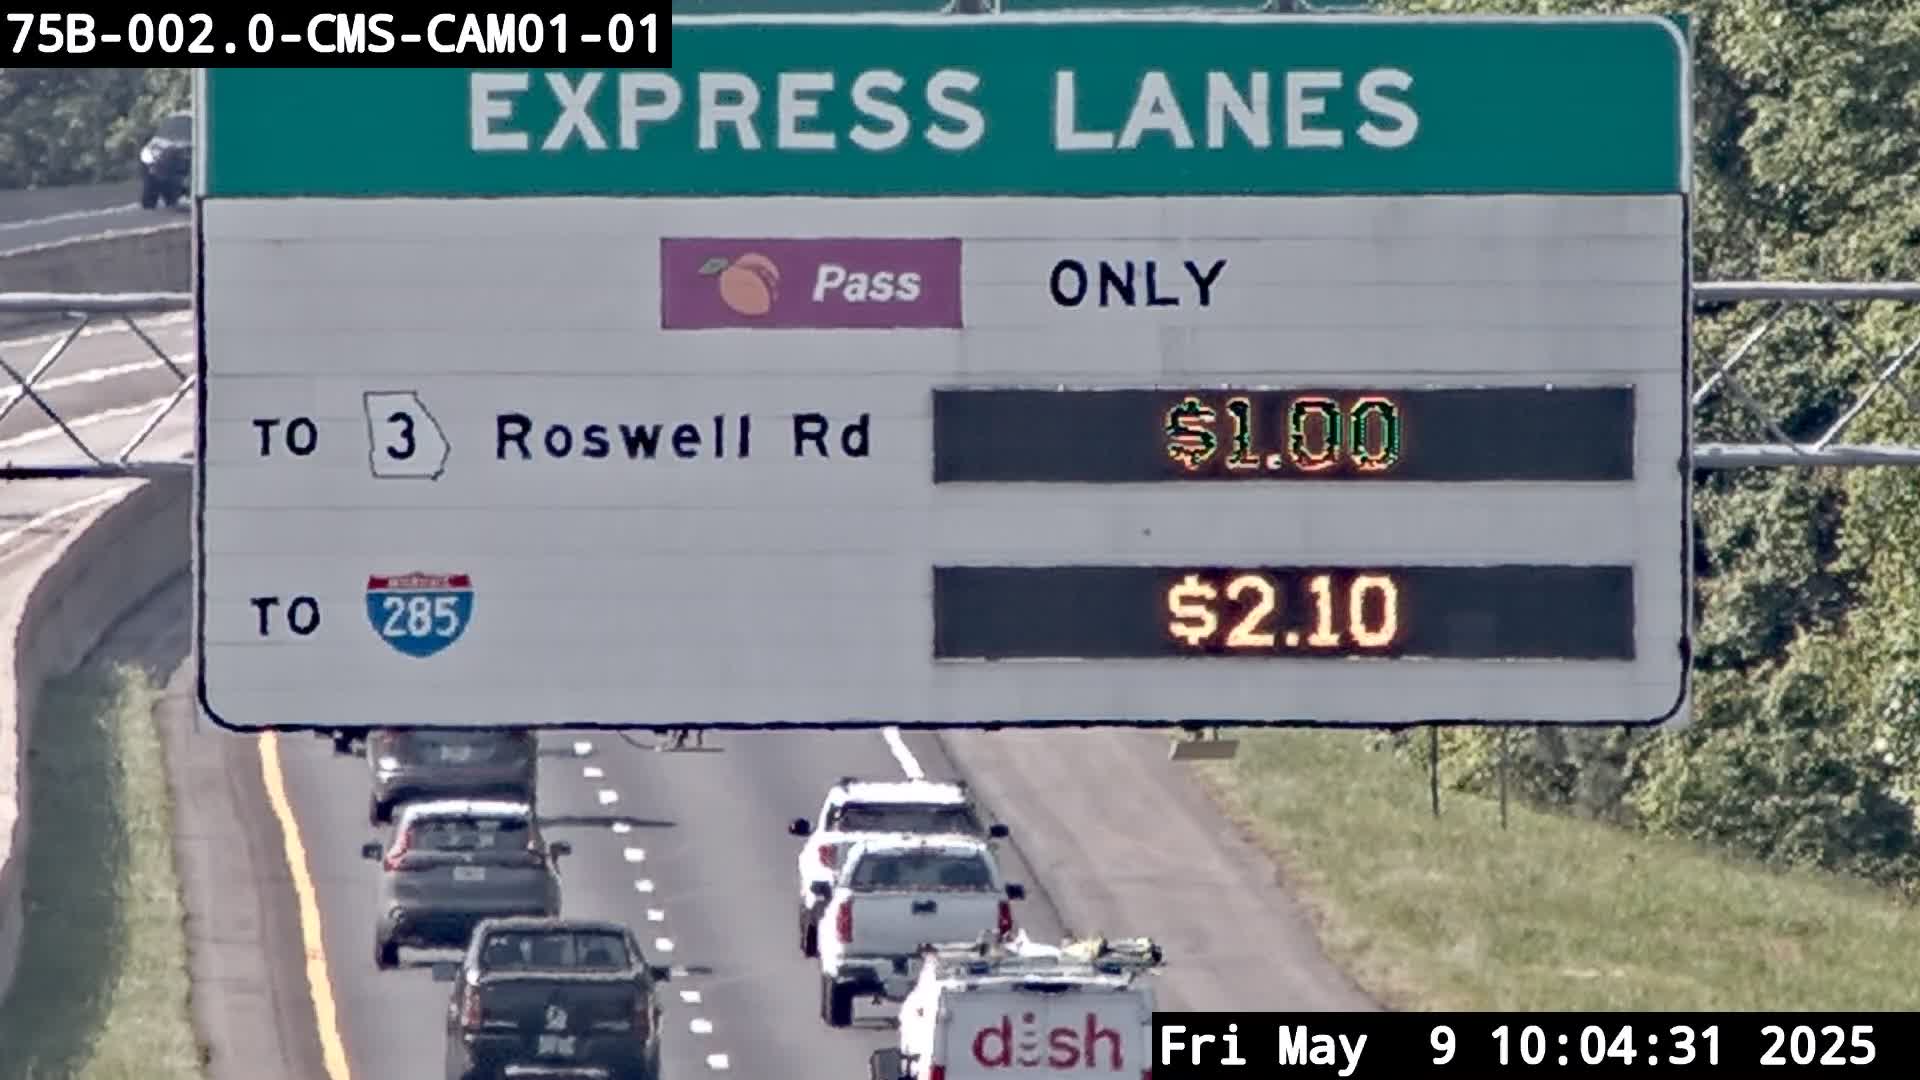 75B-002.0-CMS-CAM01-01
EXPRESS LANES
Pass ONLY
TO 3 Roswell Rd $1.00
TO 285 $2.10
dish
Fri May 9 10:04:31 2025